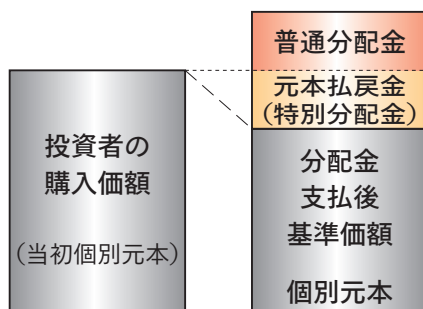 投資者の
購入価額
（当初個別元本）
普通分配金
元本払戻金
（特別分配金）
分配金
支払後
基準価額
個別元本